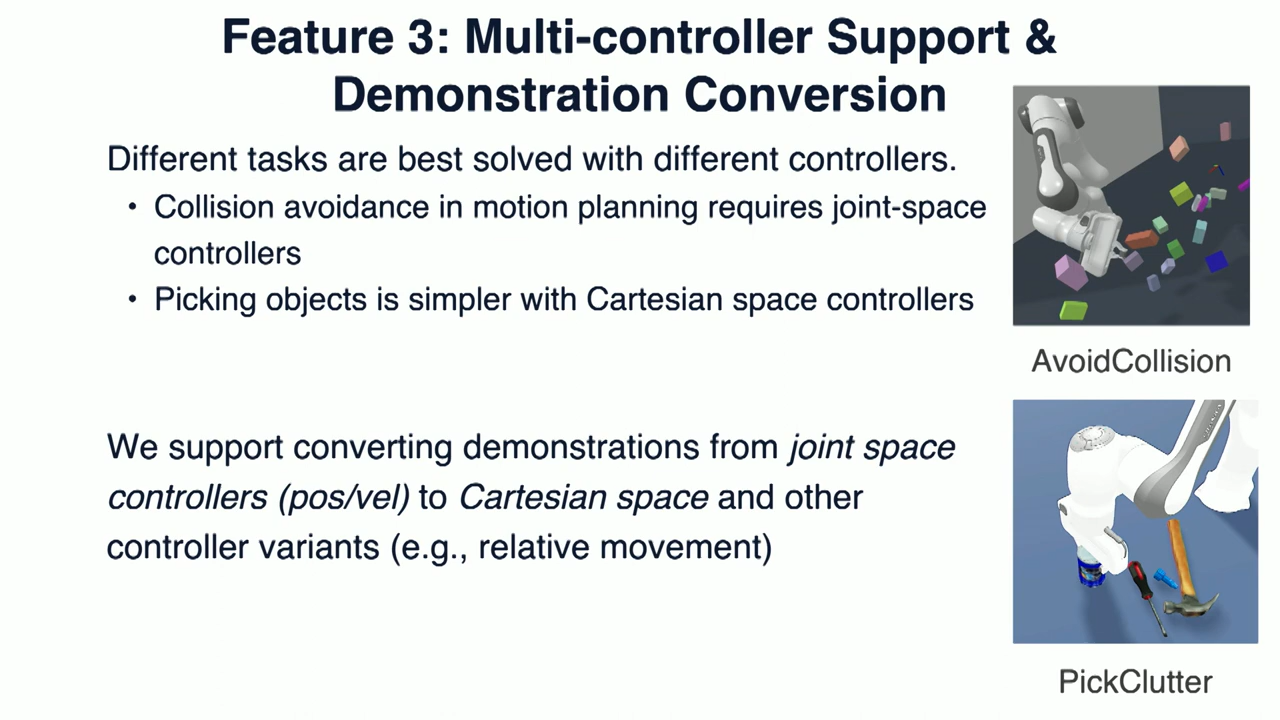 Feature 3: Multi-controller Support &
Demonstration Conversion
Different tasks are best solved with different controllers.
• Collision avoidance in motion planning requires joint-space
controllers
• Picking objects is simpler with Cartesian space controllers
AvoidCollision
We support converting demonstrations from joint space
controllers (pos/vel) to Cartesian space and other
controller variants (e.g., relative movement)
PickClutter